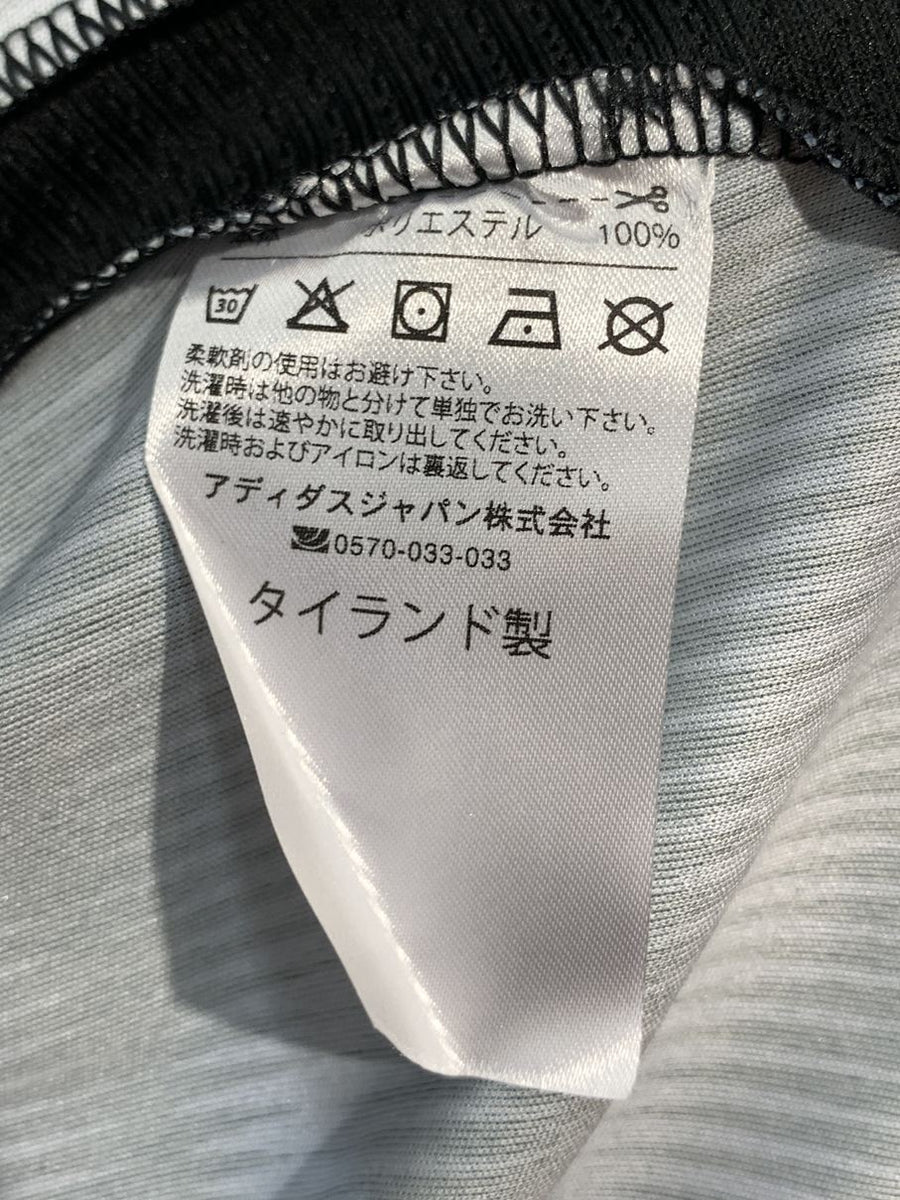 ポリエステル 100%
30
柔軟剤の使用はお避け下さい。
洗濯時は他の物と分けて単独でお洗い下さい。
洗濯後は速やかに取り出してください。
洗濯時およびアイロンは裏返してください。
アディダスジャパン株式会社
0570-033-033
タイランド製